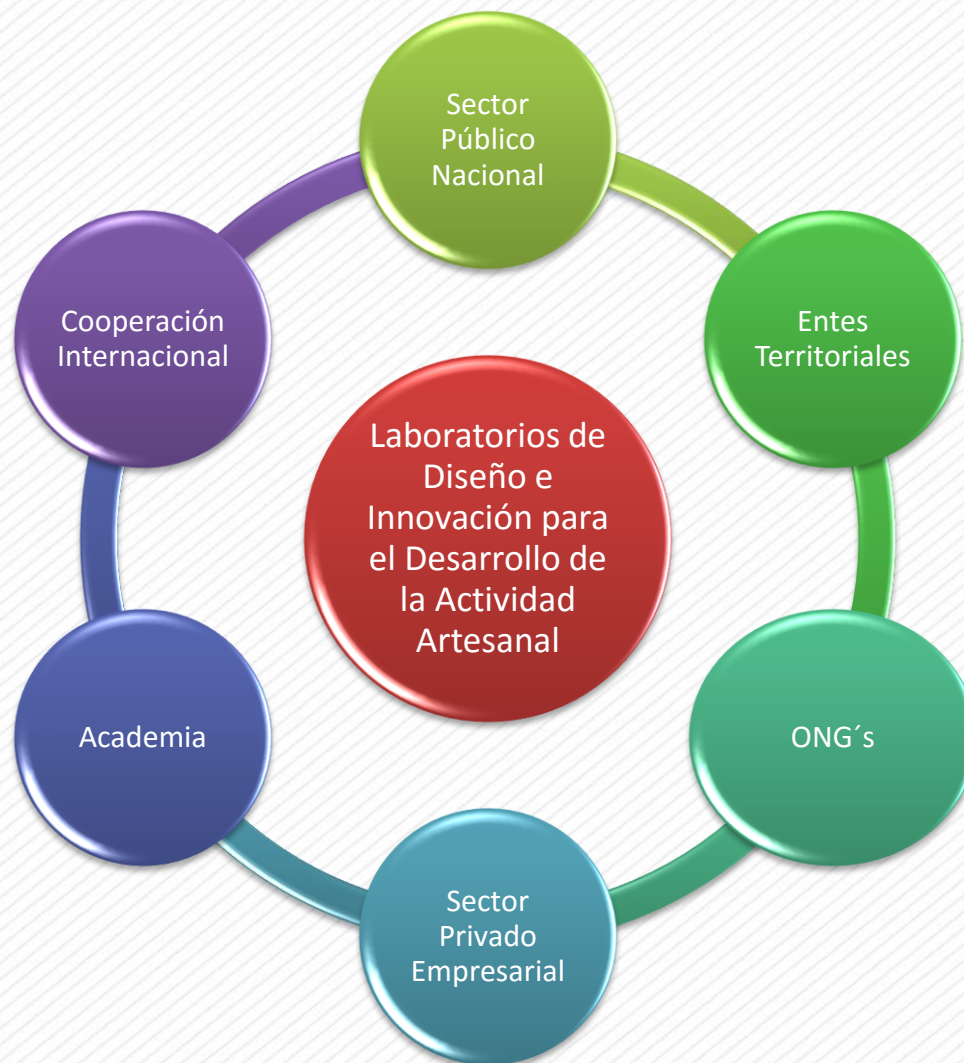 Sector
Público
Nacional
Cooperación
Internacional
Entes
Territoriales
Laboratorios de
Diseño e
Innovación para
el Desarrollo de
la Actividad
Artesanal
Academia
ONG´s
Sector
Privado
Empresarial